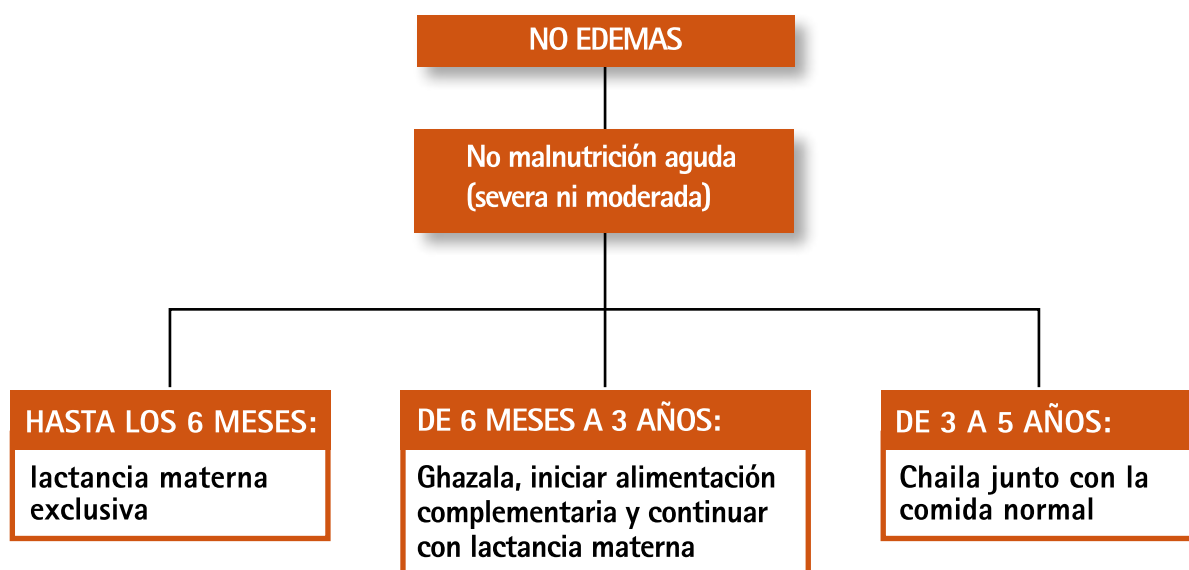 NO EDEMAS
No malnutrición aguda
(severa ni moderada)
HASTA LOS 6 MESES:
lactancia materna
exclusiva
DE 6 MESES A 3 AÑOS:
Ghazala, iniciar alimentación
complementaria y continuar
con lactancia materna
DE 3 A 5 AÑOS:
Chaila junto con la
comida normal